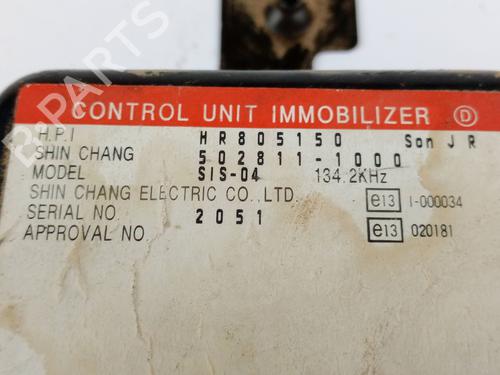 B-PARTS
CONTROL UNIT IMMOBILIZER D
H.P.I HR805150 Son J R
SHIN CHANG 502811-1000
MODEL SIS-04 134.2KHz
SHIN CHANG ELECTRIC CO.,LTD. e13 1-000034
SERIAL NO. 2051
APPROVAL NO e13 020181